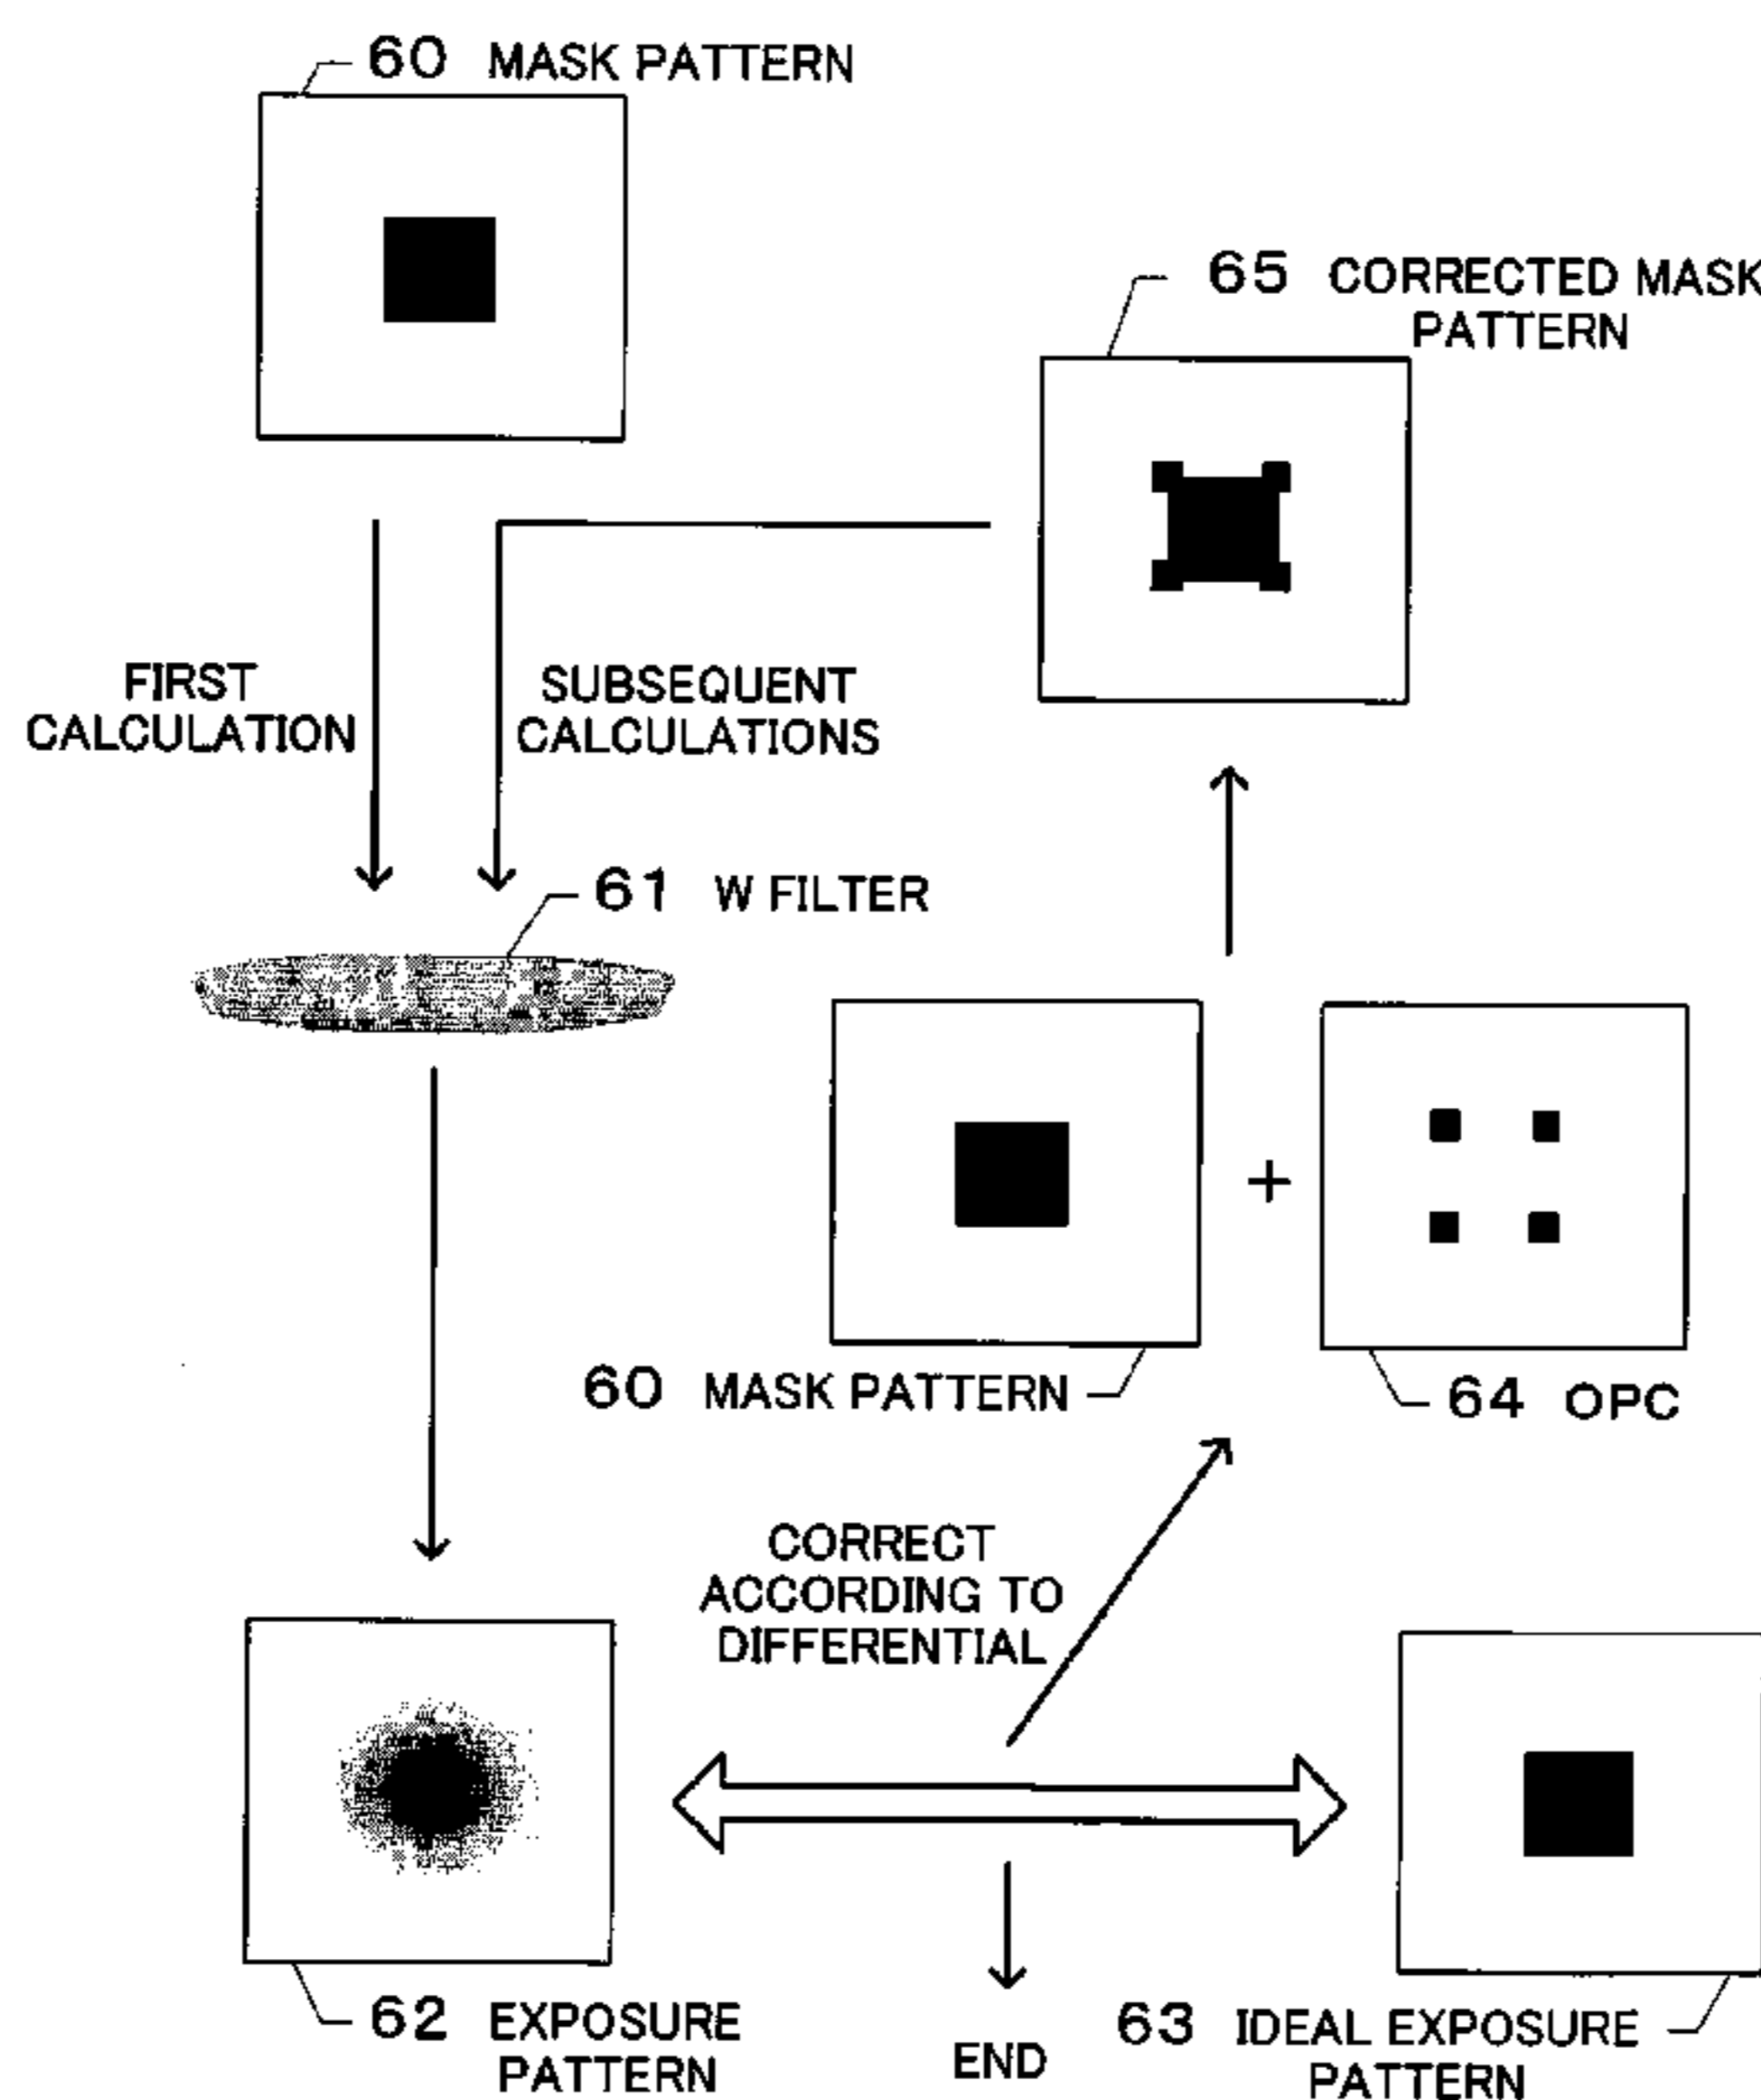 60 MASK PATTERN
65 CORRECTED MASK
PATTERN
FIRST
CALCULATION
SUBSEQUENT
CALCULATIONS
61 W FILTER
+
60 MASK PATTERN
64 OPC
CORRECT
ACCORDING TO
DIFFERENTIAL
62 EXPOSURE
PATTERN
END
63 IDEAL EXPOSURE
PATTERN